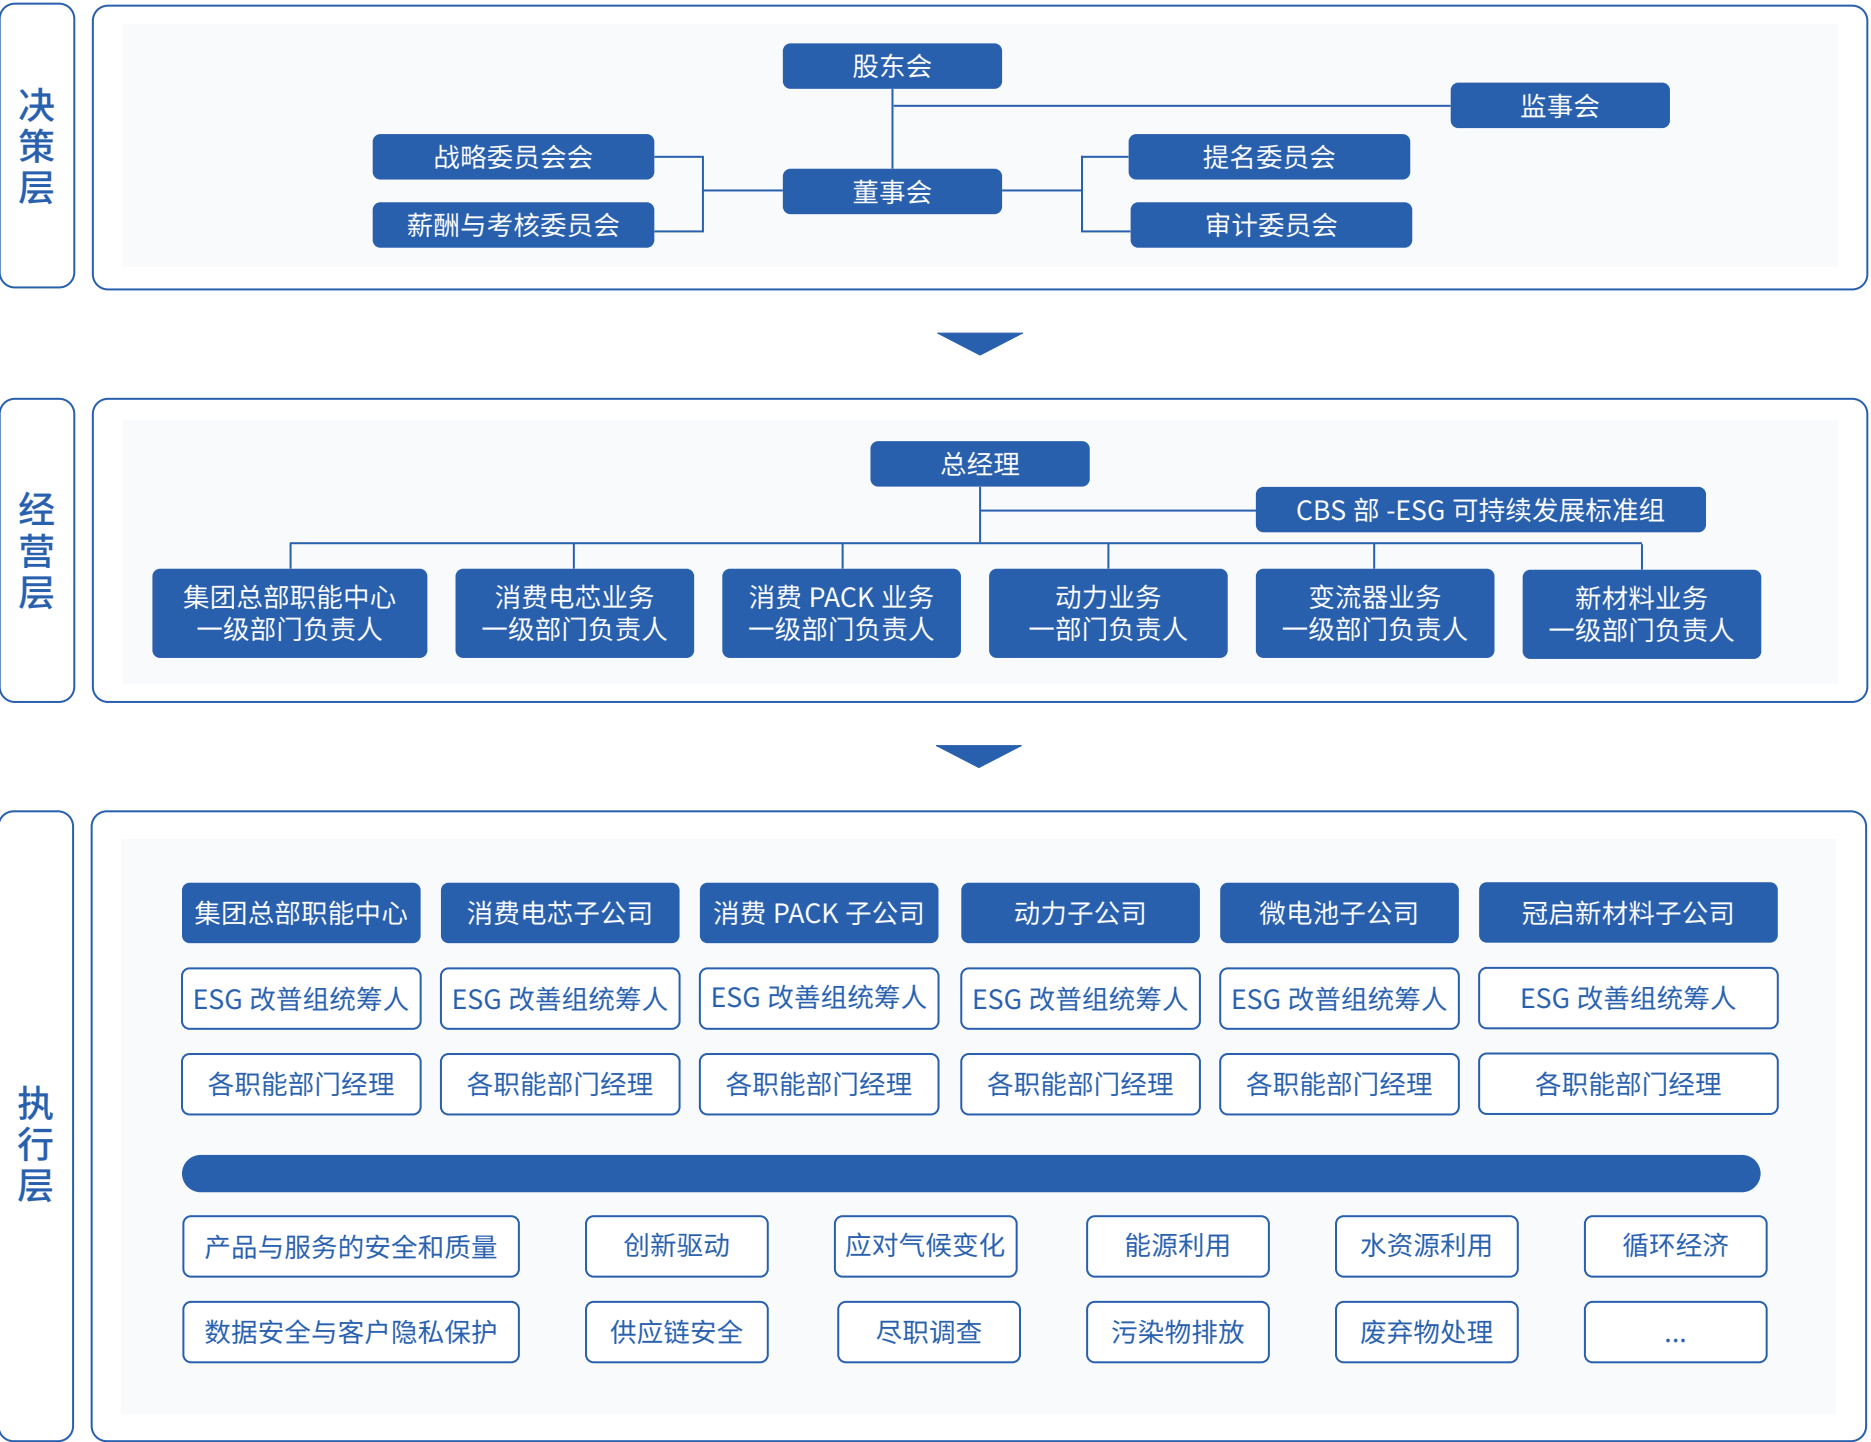 决策层
股东会
监事会
战略委员会会
提名委员会
董事会
薪酬与考核委员会
审计委员会
经营层
总经理
CBS 部 -ESG 可持续发展标准组
集团总部职能中心
一级部门负责人
消费电芯业务
一级部门负责人
消费 PACK 业务
一级部门负责人
动力业务
一部门负责人
变流器业务
一级部门负责人
新材料业务
一级部门负责人
执行层
集团总部职能中心
消费电芯子公司
消费 PACK 子公司
动力子公司
微电池子公司
冠启新材料子公司
ESG 改普组统筹人
ESG 改善组统筹人
ESG 改善组统筹人
ESG 改普组统筹人
ESG 改普组统筹人
ESG 改善组统筹人
各职能部门经理
各职能部门经理
各职能部门经理
各职能部门经理
各职能部门经理
各职能部门经理
产品与服务的安全和质量
创新驱动
应对气候变化
能源利用
水资源利用
循环经济
数据安全与客户隐私保护
供应链安全
尽职调查
污染物排放
废弃物处理
...